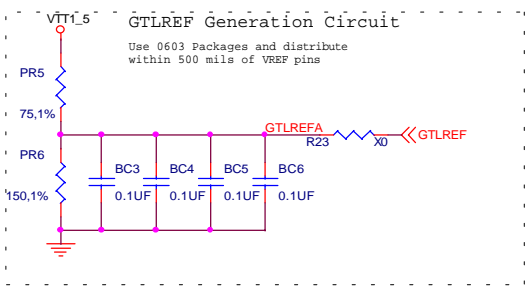 VTT1_5
GTLREF Generation Circuit
Use 0603 Packages and distribute
within 500 mils of VREF pins
PR5
75,1%
GTLREFA
R23
X0
GTLREF
PR6
150,1%
BC3
BC4
BC5
BC6
0.1UF
0.1UF
0.1UF
0.1UF